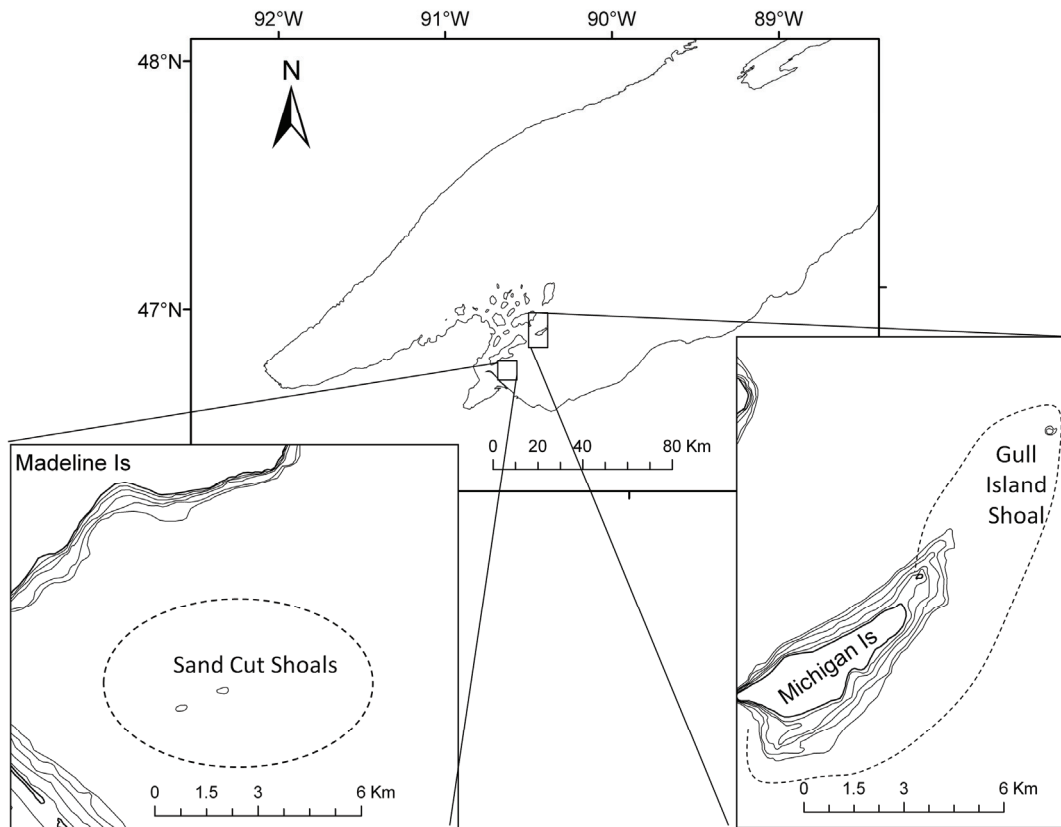 92°W 91°W 90°W 89°W
48°N
N
47°N
0 20 40 80 Km
Madeline Is
Sand Cut Shoals
0 1.5 3 6 Km
Gull
Island
Shoal
Michigan Is
0 1.5 3 6 Km